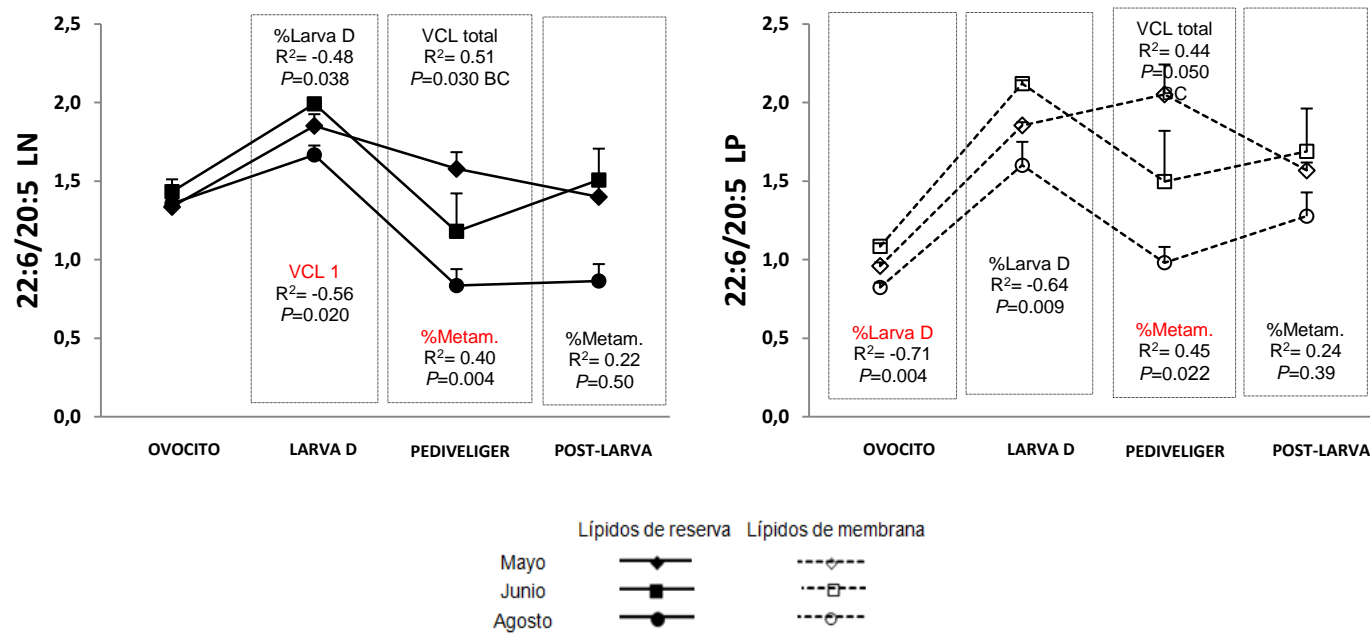 22:6/20:5 LN
2,5
2,0
1,5
1,0
0,5
0,0
%Larva D
R²= -0.48
P=0.038
VCL total
R²= 0.51
P=0.030 BC
VCL 1
R²= -0.56
P=0.020
%Metam.
R²= 0.40
P=0.004
%Metam.
R²= 0.22
P=0.50
OVOCITO LARVA D PEDIVELIGER POST-LARVA
22:6/20:5 LP
2,5
2,0
1,5
1,0
0,5
0,0
VCL total
R²= 0.44
P=0.050
BC
%Larva D
R²= -0.71
P=0.004
%Larva D
R²= -0.64
P=0.009
%Metam.
R²= 0.45
P=0.022
%Metam.
R²= 0.24
P=0.39
OVOCITO LARVA D PEDIVELIGER POST-LARVA
Lípidos de reserva Lípidos de membrana
Mayo
Junio
Agosto